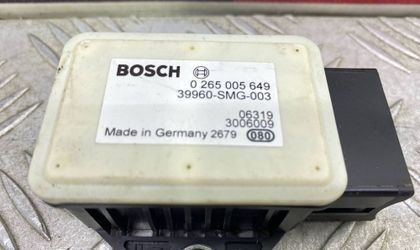 BOSCH
0 265 005 649
39960-SMG-003
06319
3006009
Made in Germany 2679 080